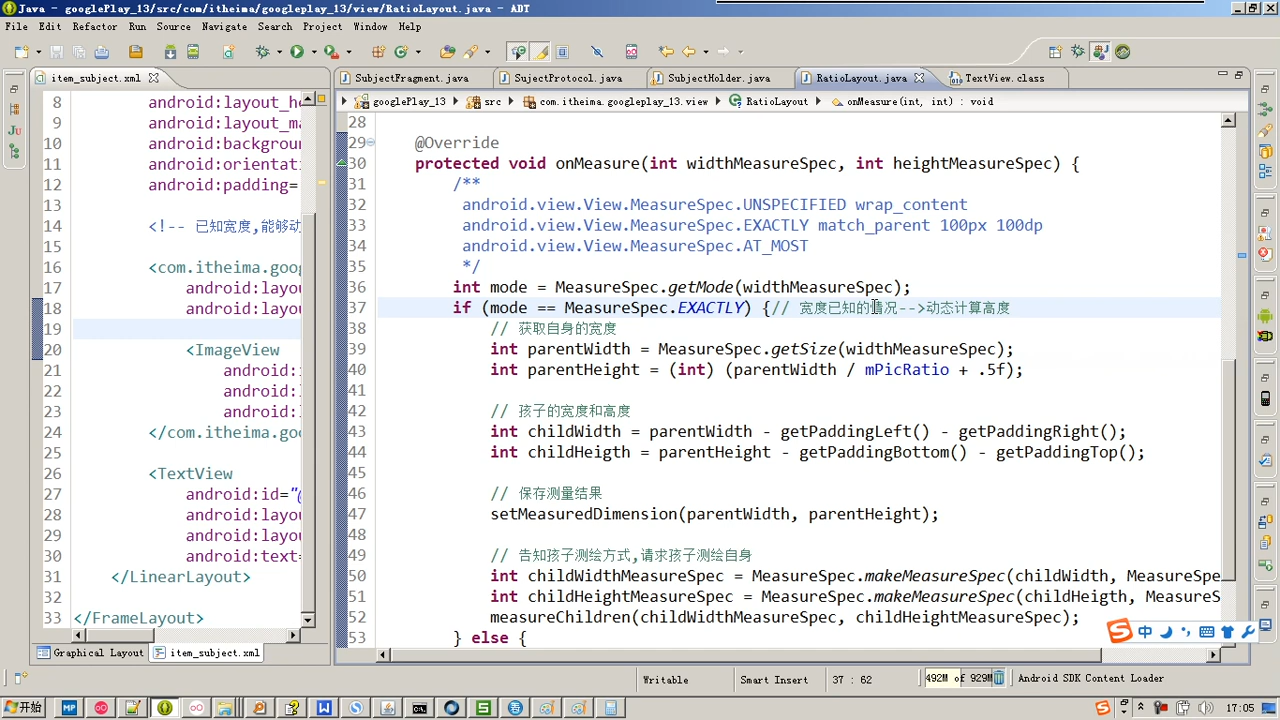 Java - googlePlay_13/src/com/itheima/googleplay_13/view/RatioLayout.java - ADT
File Edit Refactor Run Source Navigate Search Project Window Help
item_subject.xml
SubjectFragment.java SujectProtocol.java SubjectHolder.java RatioLayout.java TextView.class
googlePlay_13 src com.itheima.googleplay_13.view RatioLayout onMeasure(int, int) : void
8 android:layout_he
9 android:layout_ma
10 android:backgroun
11 android:orientati
12 android:padding=
13
14 <!-- 已知宽度,能够动
15
16 <com.itheima.goog
17 android:layou
18 android:layou
19
20 <ImageView
21 android:i
22 android:l
23 android:l
24 </com.itheima.goo
25
26 <TextView
27 android:id="@
28 android:layou
29 android:layou
30 android:text=
31 </LinearLayout>
32
33 </FrameLayout>
Graphical Layout item_subject.xml
28
29 @Override
30 protected void onMeasure(int widthMeasureSpec, int heightMeasureSpec) {
31 /**
32 android.view.View.MeasureSpec.UNSPECIFIED wrap_content
33 android.view.View.MeasureSpec.EXACTLY match_parent 100px 100dp
34 android.view.View.MeasureSpec.AT_MOST
35 */
36 int mode = MeasureSpec.getMode(widthMeasureSpec);
37 if (mode == MeasureSpec.EXACTLY) {// 宽度已知的情况-->动态计算高度
38 // 获取自身的宽度
39 int parentWidth = MeasureSpec.getSize(widthMeasureSpec);
40 int parentHeight = (int) (parentWidth / mPicRatio + .5f);
41
42 // 孩子的宽度和高度
43 int childWidth = parentWidth - getPaddingLeft() - getPaddingRight();
44 int childHeigth = parentHeight - getPaddingBottom() - getPaddingTop();
45
46 // 保存测量结果
47 setMeasuredDimension(parentWidth, parentHeight);
48
49 // 告知孩子测绘方式,请求孩子测绘自身
50 int childWidthMeasureSpec = MeasureSpec.makeMeasureSpec(childWidth, MeasureSpe
51 int childHeightMeasureSpec = MeasureSpec.makeMeasureSpec(childHeigth, MeasureS
52 measureChildren(childWidthMeasureSpec, childHeightMeasureSpec);
53 } else {
中
Writable Smart Insert 37 : 62 492M of 929M Android SDK Content Loader
开始 17:05